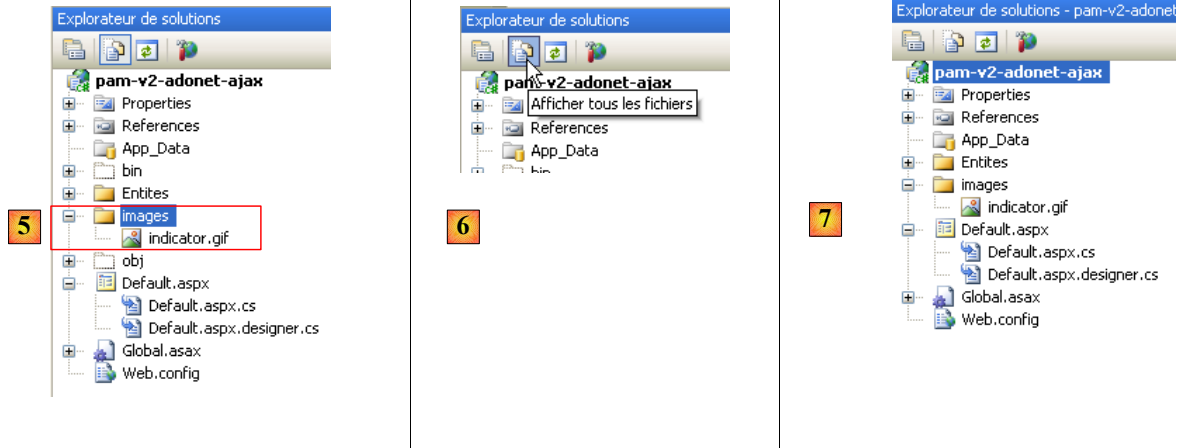 Explorateur de solutions
pam-v2-adonet-ajax
Properties
References
App_Data
bin
Entites
images
indicator.gif
obj
Default.aspx
Default.aspx.cs
Default.aspx.designer.cs
Global.asax
Web.config
5
Explorateur de solutions
pam-v2-adonet-ajax
Afficher tous les fichiers
References
App_Data
bin
6
Explorateur de solutions - pam-v2-adonet
pam-v2-adonet-ajax
Properties
References
App_Data
Entites
images
indicator.gif
Default.aspx
Default.aspx.cs
Default.aspx.designer.cs
Global.asax
Web.config
7